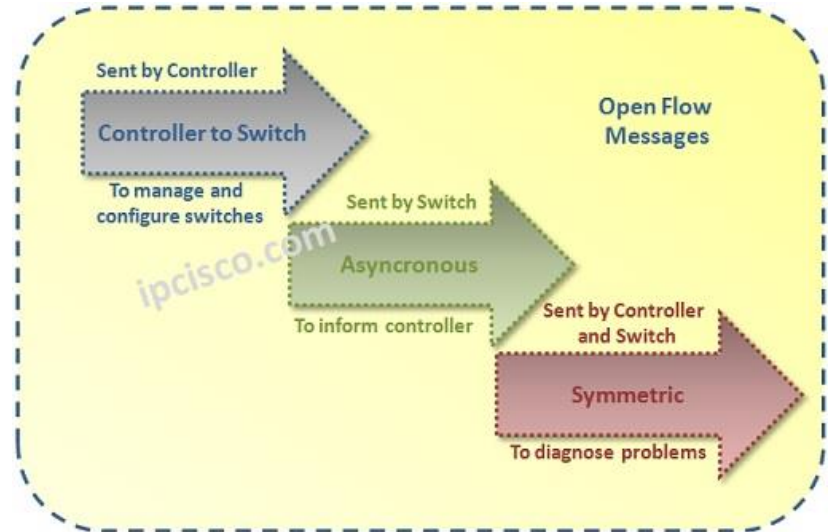 Sent by Controller
Controller to Switch
To manage and
configure switches
Open Flow
Messages
Sent by Switch
Asyncronous
To inform controller
Sent by Controller
and Switch
Symmetric
To diagnose problems
ipcisco.com